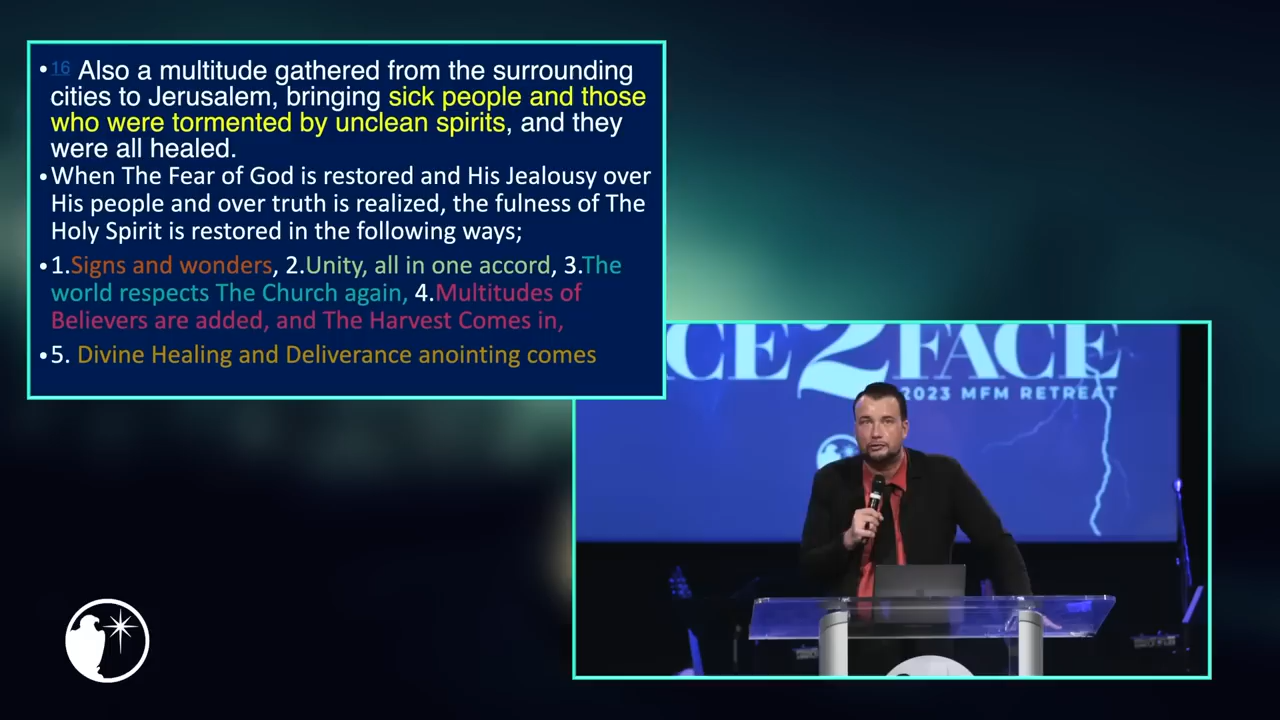 • 16 Also a multitude gathered from the surrounding
cities to Jerusalem, bringing sick people and those
who were tormented by unclean spirits, and they
were all healed.
• When The Fear of God is restored and His Jealousy over
His people and over truth is realized, the fulness of The
Holy Spirit is restored in the following ways;
• 1.Signs and wonders, 2.Unity, all in one accord, 3.The
world respects The Church again, 4.Multitudes of
Believers are added, and The Harvest Comes in,
• 5. Divine Healing and Deliverance anointing comes
CE2FACE
2023 MFM RETREAT